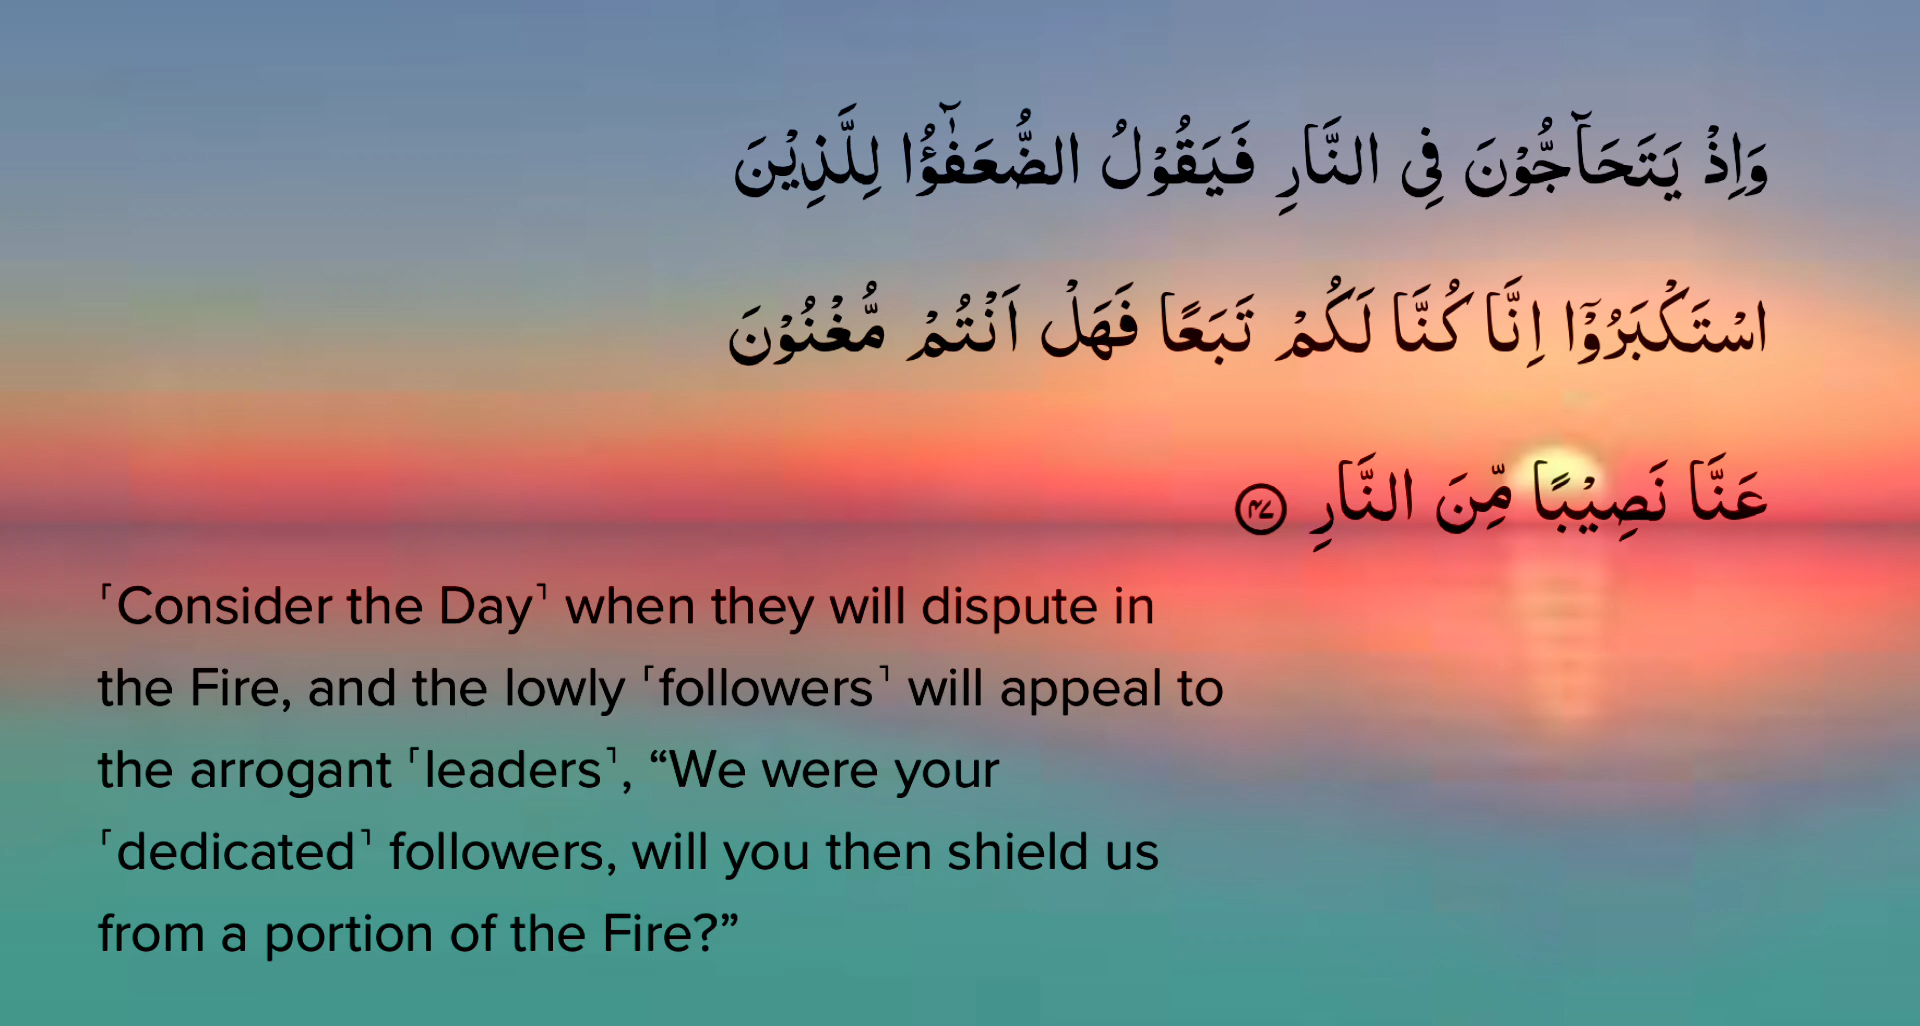 وَاِذْ يَتَحَآجُّوْنَ فِى النَّارِ فَيَقُوْلُ الضُّعَفٰٓؤُا لِلَّذِيْنَ
اسْتَكْبَرُوْۤا اِنَّا كُنَّا لَكُمْ تَبَعًا فَهَلْ اَنْتُمْ مُّغْنُوْنَ
عَنَّا نَصِيْبًا مِّنَ النَّارِ ۴۷
⸢Consider the Day⸣ when they will dispute in
the Fire, and the lowly ⸢followers⸣ will appeal to
the arrogant ⸢leaders⸣, “We were your
⸢dedicated⸣ followers, will you then shield us
from a portion of the Fire?”